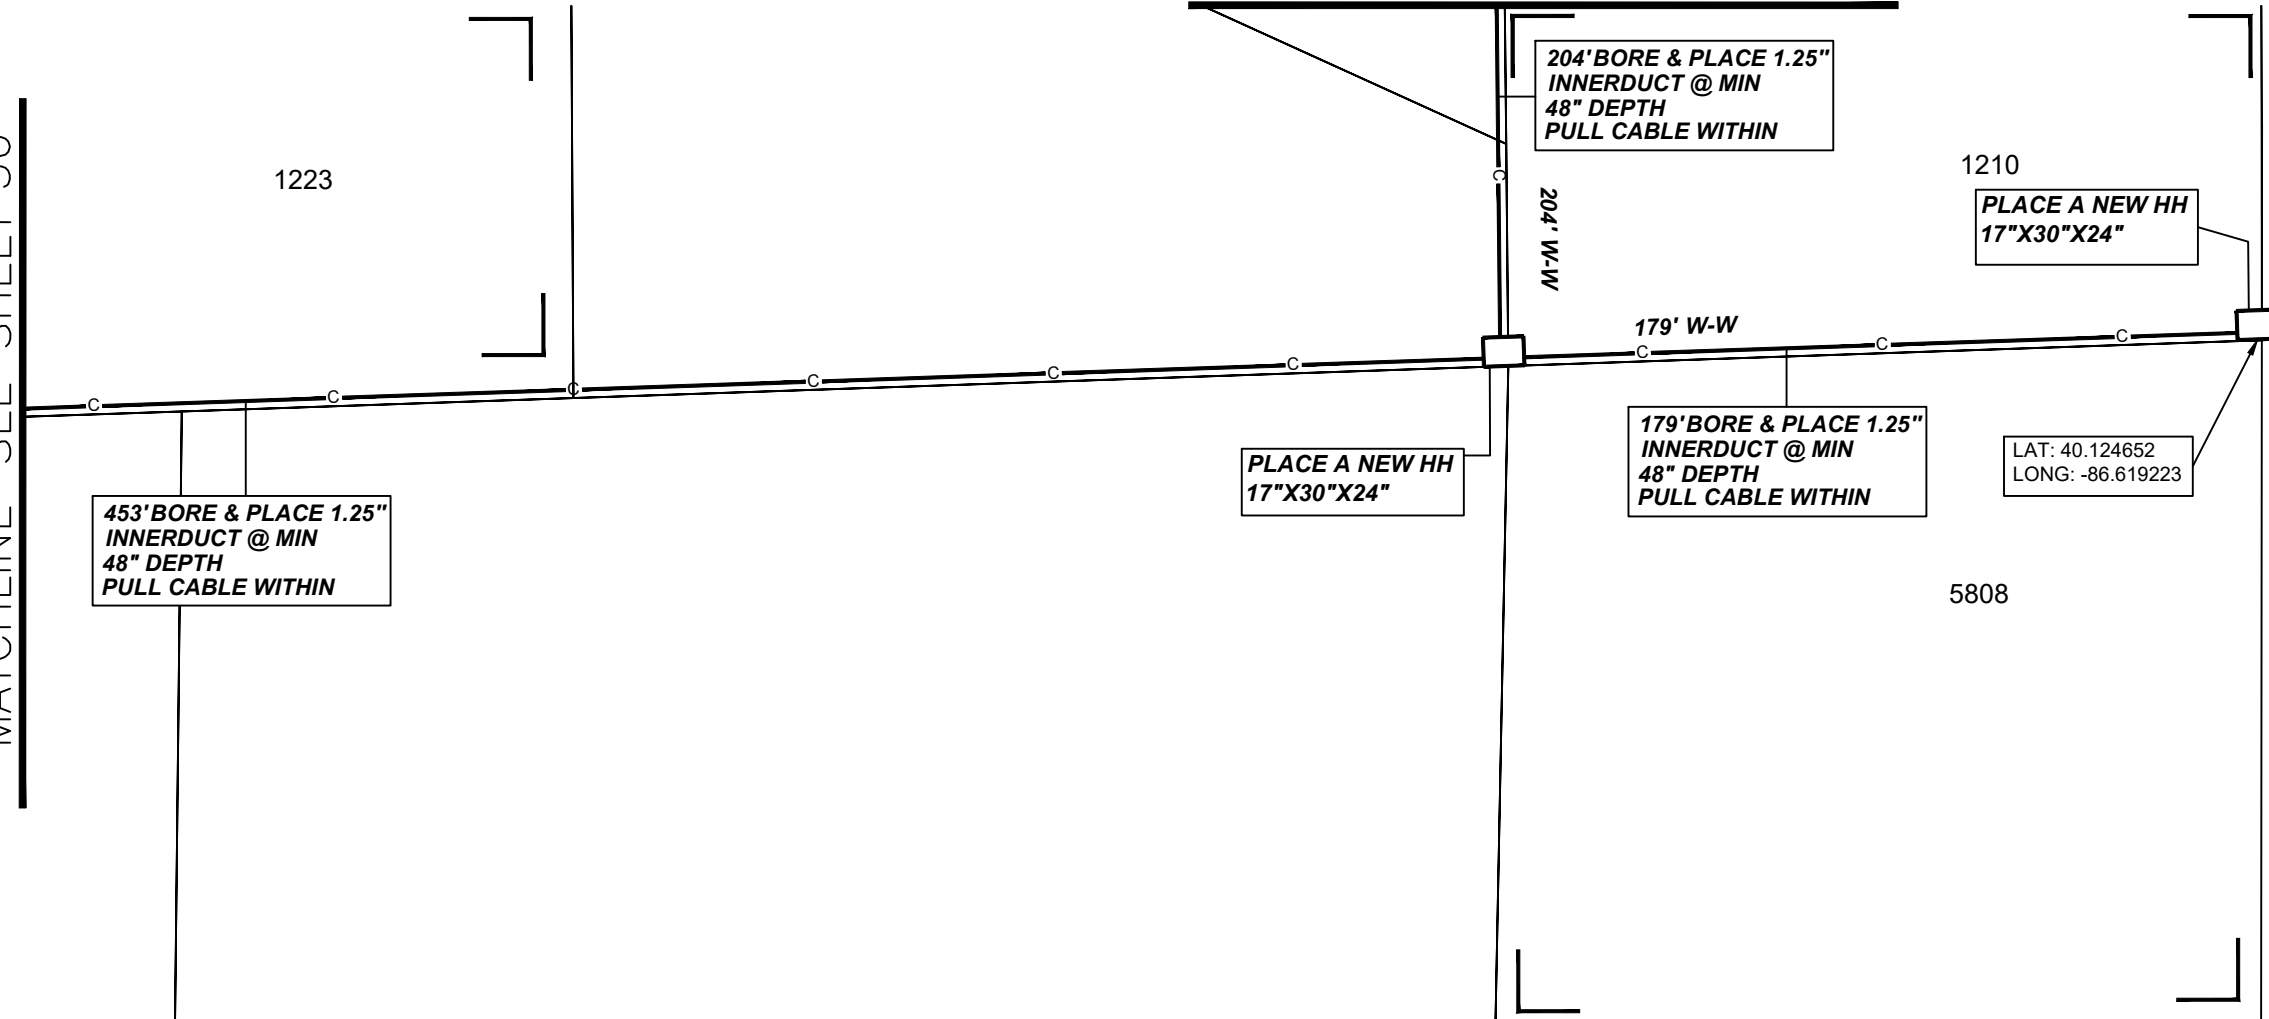 204' BORE & PLACE 1.25"
INNERDUCT @ MIN
48" DEPTH
PULL CABLE WITHIN
1223
1210
PLACE A NEW HH
17"X30"X24"
204' W-W
179' W-W
C
C
C
C
C
C
C
C
C
C
179' BORE & PLACE 1.25"
INNERDUCT @ MIN
48" DEPTH
PULL CABLE WITHIN
LAT: 40.124652
LONG: -86.619223
PLACE A NEW HH
17"X30"X24"
453' BORE & PLACE 1.25"
INNERDUCT @ MIN
48" DEPTH
PULL CABLE WITHIN
5808
MATCHLINE SEE SHEET